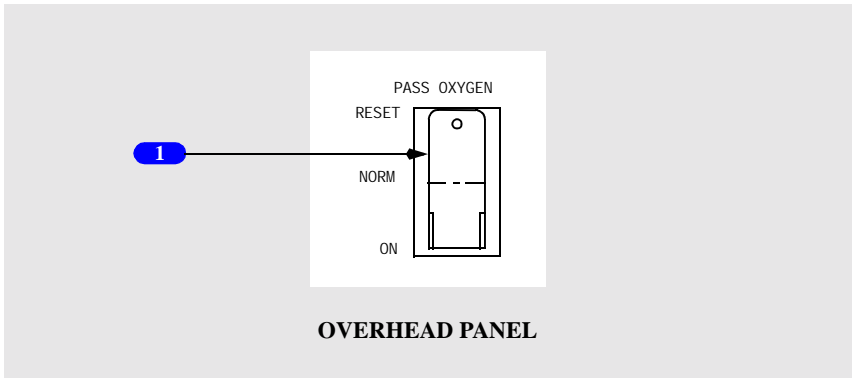 PASS OXYGEN
RESET
1
NORM
ON
OVERHEAD PANEL